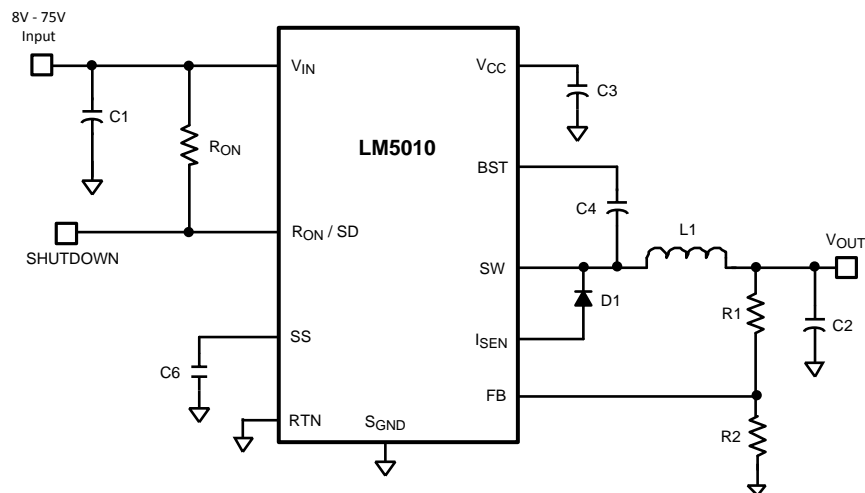 8V - 75V
Input
VIN
VCC
C3
C1
RON
LM5010
BST
C4
L1
VOUT
SHUTDOWN
RON / SD
SW
D1
R1
C2
ISEN
SS
C6
FB
RTN
SGND
R2